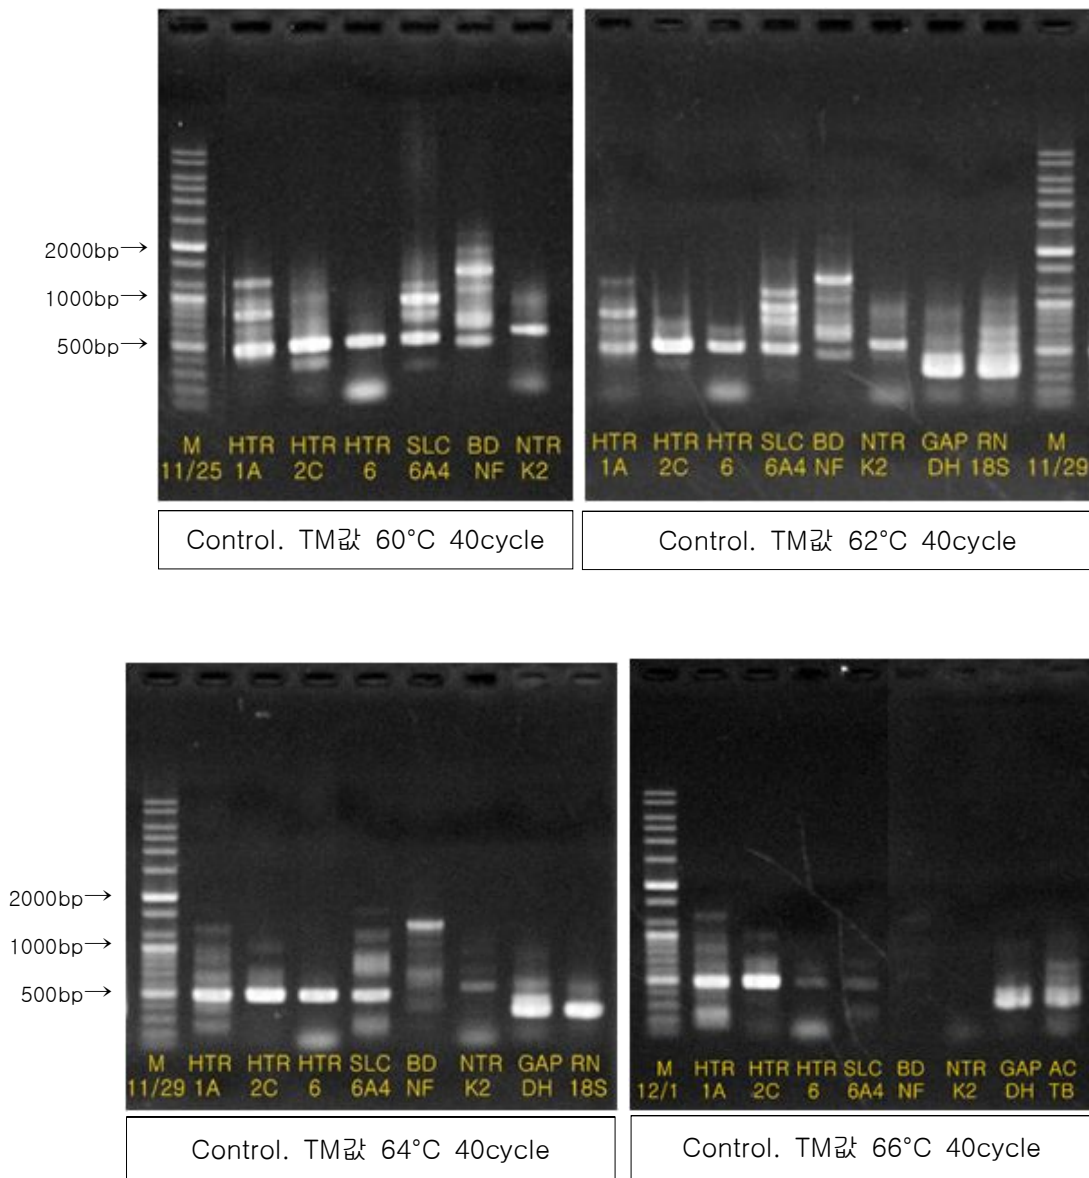 2000bp→
1000bp→
500bp→
M HTR HTR HTR SLC BD NTR
11/25 1A 2C 6 6A4 NF K2
HTR HTR HTR SLC BD NTR GAP RN M
1A 2C 6 6A4 NF K2 DH 18S 11/29
Control. TM값 60°C 40cycle
Control. TM값 62°C 40cycle
2000bp→
1000bp→
500bp→
M HTR HTR HTR SLC BD NTR GAP RN
11/29 1A 2C 6 6A4 NF K2 DH 18S
M HTR HTR HTR SLC BD NTR GAP AC
12/1 1A 2C 6 6A4 NF K2 DH TB
Control. TM값 64°C 40cycle
Control. TM값 66°C 40cycle